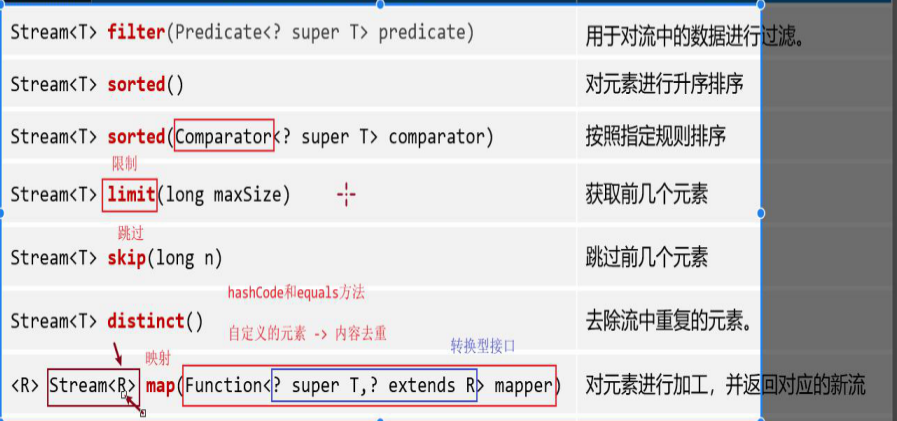 Stream<T> filter(Predicate<? super T> predicate) 用于对流中的数据进行过滤。
Stream<T> sorted() 对元素进行升序排序
Stream<T> sorted(Comparator<? super T> comparator) 按照指定规则排序
限制
Stream<T> limit(long maxSize) 获取前几个元素
跳过
Stream<T> skip(long n) 跳过前几个元素
hashCode和equals方法
Stream<T> distinct() 去除流中重复的元素。
自定义的元素 -> 内容去重
转换型接口
映射
<R> Stream<R> map(Function<? super T,? extends R> mapper) 对元素进行加工，并返回对应的新流